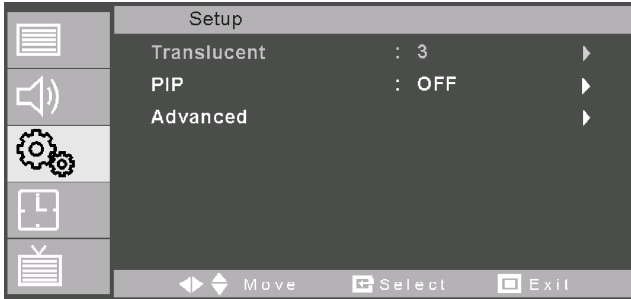 Setup
Translucent : 3
PIP : OFF
Advanced
Move Select Exit